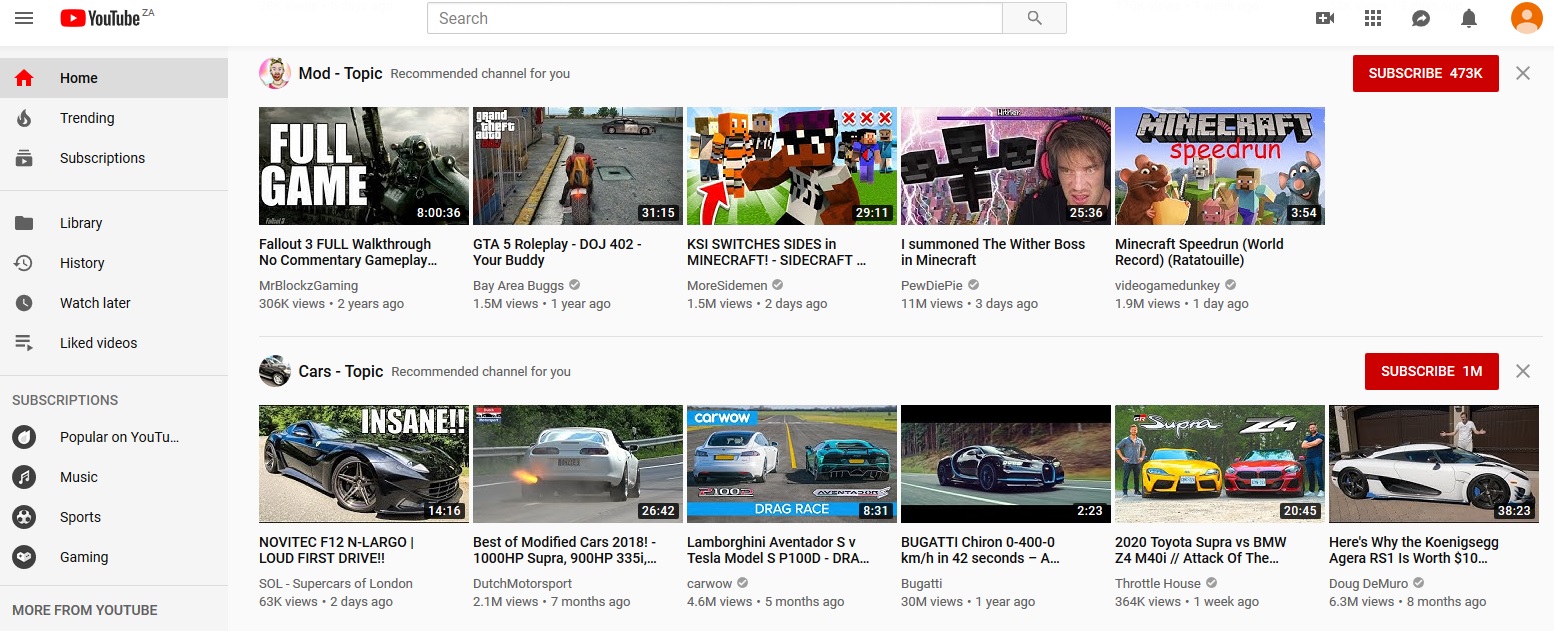 YouTube ZA
Search
Home
Trending
Subscriptions
Library
History
Watch later
Liked videos
SUBSCRIPTIONS
Popular on YouTu...
Music
Sports
Gaming
MORE FROM YOUTUBE
Mod - Topic Recommended channel for you
SUBSCRIBE 473K
FULL
GAME
Fallout 3
8:00:36
Fallout 3 FULL Walkthrough
No Commentary Gameplay...
MrBlockzGaming
306K views • 2 years ago
grand
theft
auto
31:15
GTA 5 Roleplay - DOJ 402 -
Your Buddy
Bay Area Buggs
1.5M views • 1 year ago
29:11
KSI SWITCHES SIDES in
MINECRAFT! - SIDECRAFT ...
MoreSidemen
1.5M views • 2 days ago
Wither
25:36
I summoned The Wither Boss
in Minecraft
PewDiePie
11M views • 3 days ago
MINECRAFT
speedrun
3:54
Minecraft Speedrun (World
Record) (Ratatouille)
videogamedunkey
1.9M views • 1 day ago
Cars - Topic Recommended channel for you
SUBSCRIBE 1M
INSANE!!
14:16
NOVITEC F12 N-LARGO |
LOUD FIRST DRIVE!!
SOL - Supercars of London
63K views • 2 days ago
Dutch
Motorsport
26:42
Best of Modified Cars 2018! -
1000HP Supra, 900HP 335i,...
DutchMotorsport
2.1M views • 7 months ago
carwow
P100D
AVENTADOR S
DRAG RACE
8:31
Lamborghini Aventador S v
Tesla Model S P100D - DRA...
carwow
4.6M views • 5 months ago
2:23
BUGATTI Chiron 0-400-0
km/h in 42 seconds – A...
Bugatti
30M views • 1 year ago
GR Supra Z4
20:45
2020 Toyota Supra vs BMW
Z4 M40i // Attack Of The...
Throttle House
364K views • 1 week ago
38:23
Here's Why the Koenigsegg
Agera RS1 Is Worth $10...
Doug DeMuro
6.3M views • 8 months ago